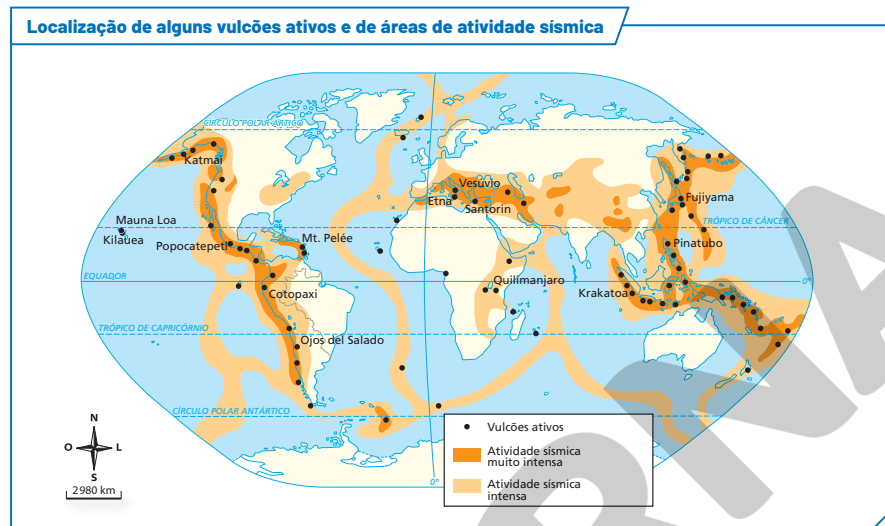 Localização de alguns vulcões ativos e de áreas de atividade sísmica
CÍRCULO POLAR ÁRTICO
Katmai
Vesúvio
Etna
Santorin
Fujiyama
Mauna Loa
Kilauea
TRÓPICO DE CÂNCER
Popocatepetl
Mt. Pelée
Pinatubo
EQUADOR
0°
Cotopaxi
Quilimanjaro
Krakatoa
TRÓPICO DE CAPRICÓRNIO
Ojos del Salado
CÍRCULO POLAR ANTÁRTICO
N
O
L
S
2980 km
0°
Vulcões ativos
Atividade sísmica
muito intensa
Atividade sísmica
intensa